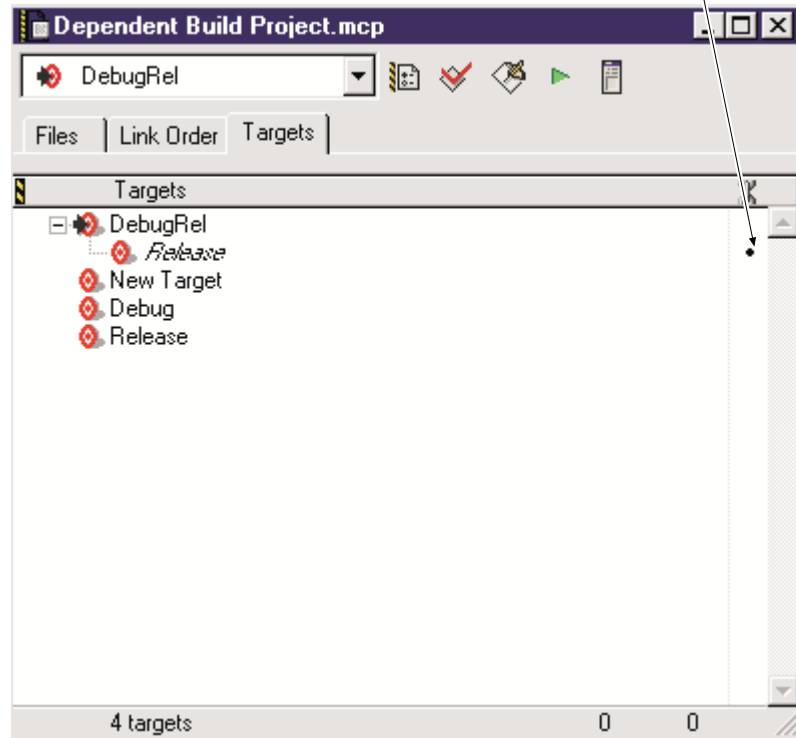 Dependent Build Project.mcp
DebugRel
Files Link Order Targets
Targets
DebugRel
Release
New Target
Debug
Release
4 targets 0 0